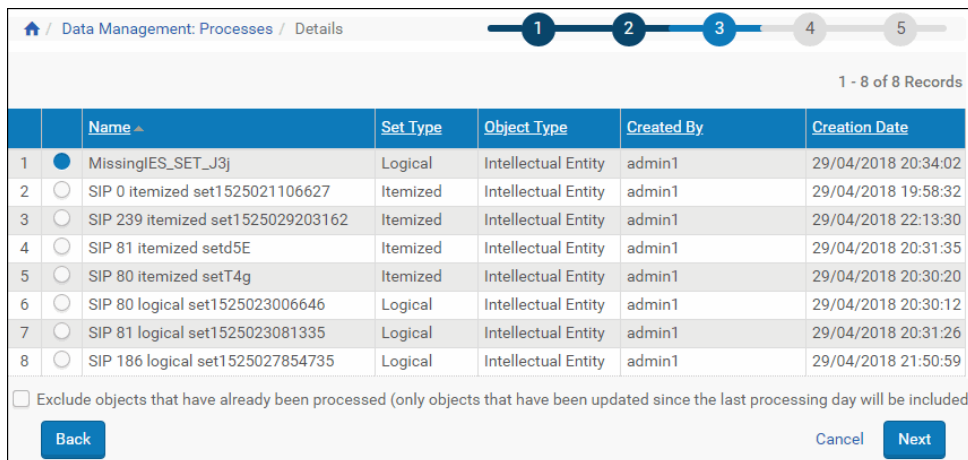 / Data Management: Processes / Details 1 2 3 4 5
1 - 8 of 8 Records
Name Set Type Object Type Created By Creation Date
1 MissingIES_SET_J3j Logical Intellectual Entity admin1 29/04/2018 20:34:02
2 SIP 0 itemized set1525021106627 Itemized Intellectual Entity admin1 29/04/2018 19:58:32
3 SIP 239 itemized set1525029203162 Itemized Intellectual Entity admin1 29/04/2018 22:13:30
4 SIP 81 itemized setd5E Itemized Intellectual Entity admin1 29/04/2018 20:31:35
5 SIP 80 itemized setT4g Itemized Intellectual Entity admin1 29/04/2018 20:30:20
6 SIP 80 logical set1525023006646 Logical Intellectual Entity admin1 29/04/2018 20:30:12
7 SIP 81 logical set1525023081335 Logical Intellectual Entity admin1 29/04/2018 20:31:26
8 SIP 186 logical set1525027854735 Logical Intellectual Entity admin1 29/04/2018 21:50:59
Exclude objects that have already been processed (only objects that have been updated since the last processing day will be included
Back Cancel Next